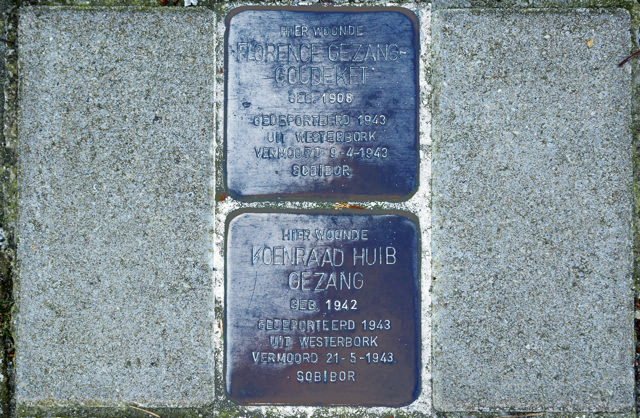 HIER WOONDE
FLORENCE GEZANG-
GOUDEKET
GEB. 1908
GEDEPORTEERD 1943
UIT WESTERBORK
VERMOORD 9-4-1943
SOBIBOR
HIER WOONDE
KOENRAAD HUIB
GEZANG
GEB. 1942
GEDEPORTEERD 1943
UIT WESTERBORK
VERMOORD 21-5-1943
SOBIBOR